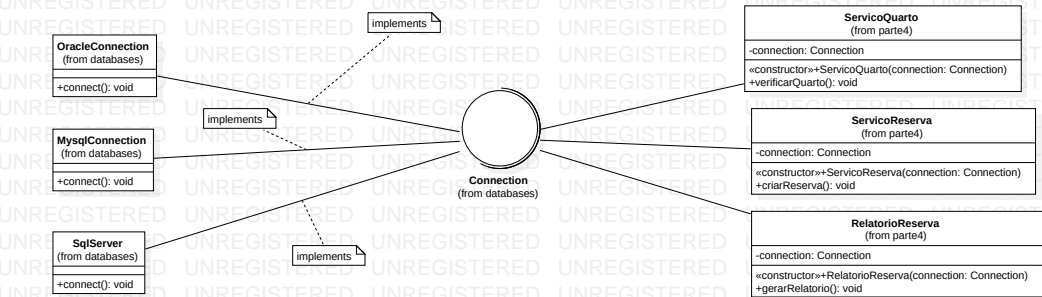 OracleConnection
(from databases)
+connect(): void
implements
MysqlConnection
(from databases)
+connect(): void
implements
SqlServer
(from databases)
+connect(): void
implements
Connection
(from databases)
ServicoQuarto
(from parte4)
-connection: Connection
«constructor»+ServicoQuarto(connection: Connection)
+verificarQuarto(): void
ServicoReserva
(from parte4)
-connection: Connection
«constructor»+ServicoReserva(connection: Connection)
+criarReserva(): void
RelatorioReserva
(from parte4)
-connection: Connection
«constructor»+RelatorioReserva(connection: Connection)
+gerarRelatorio(): void
UNREGISTERED